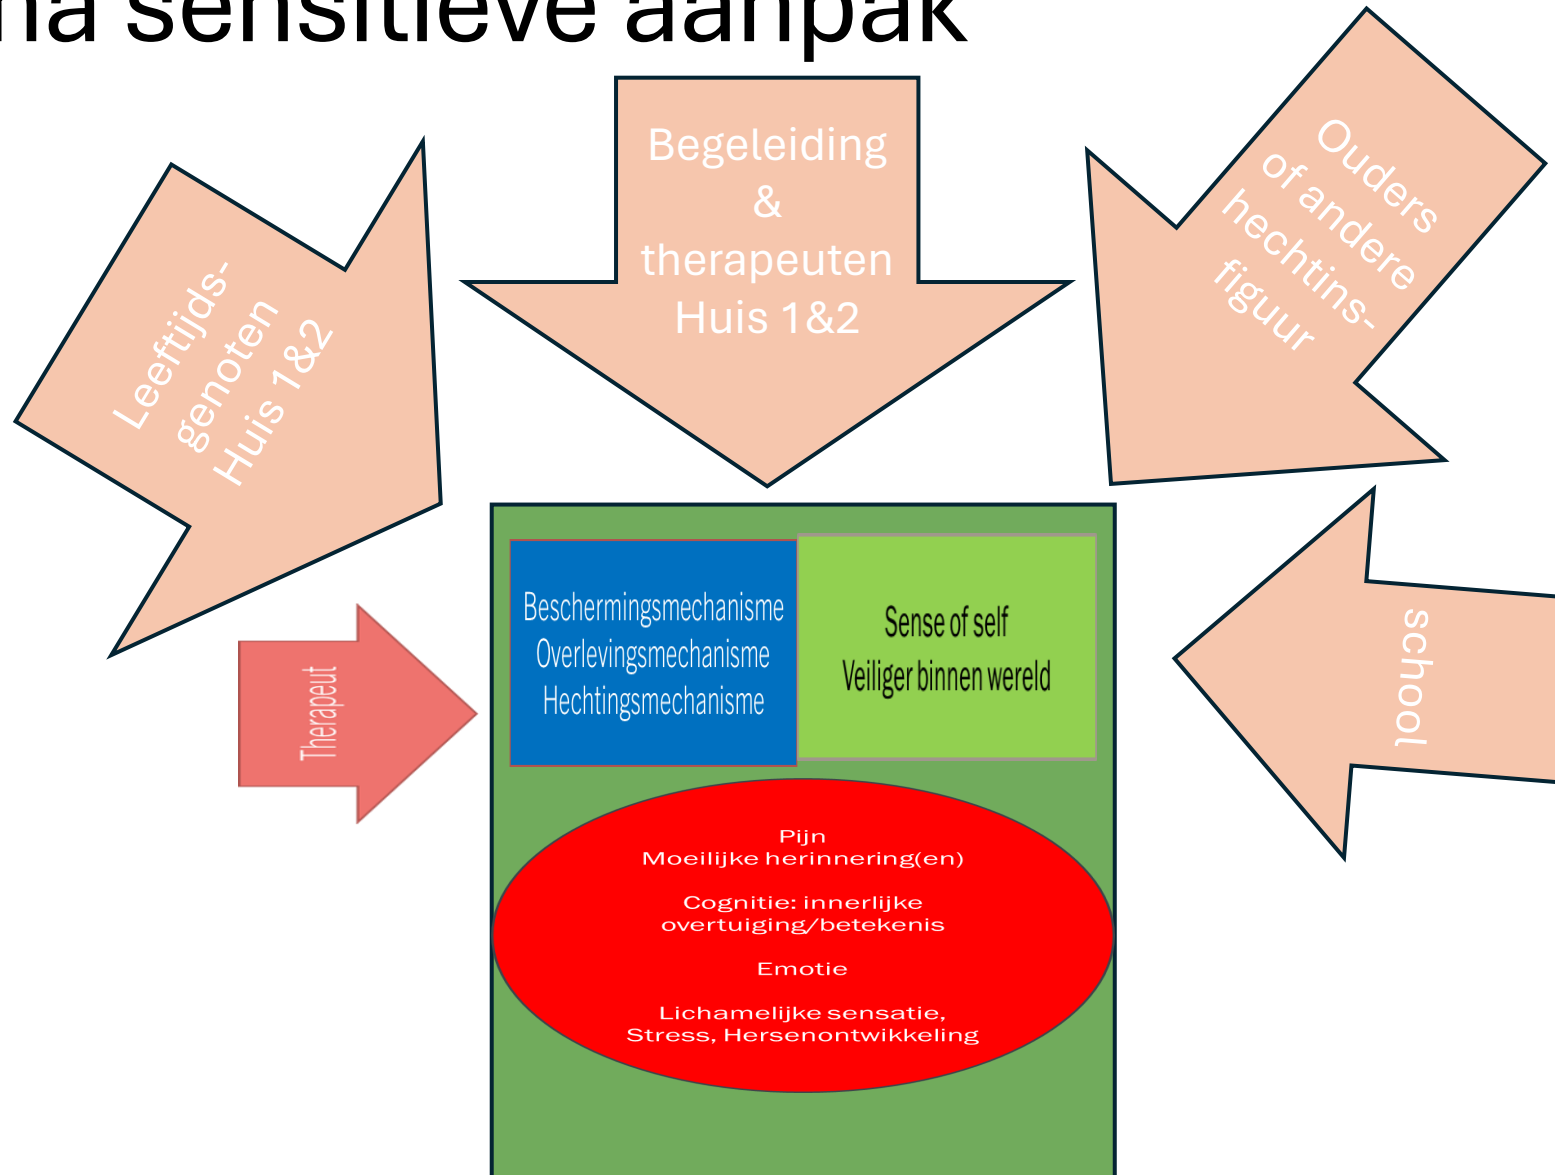 na sensitieve aanpak
Leeftijds-
genoten
Huis 1&2
Begeleiding
&
therapeuten
Huis 1&2
Ouders
of andere
hechtins-
figuur
Therapeut
Beschermingsmechanisme
Overlevingsmechanisme
Hechtingsmechanisme
Sense of self
Veiliger binnen wereld
school
Pijn
Moeilijke herinnering(en)
Cognitie: innerlijke
overtuiging/betekenis
Emotie
Lichamelijke sensatie,
Stress, Hersenontwikkeling